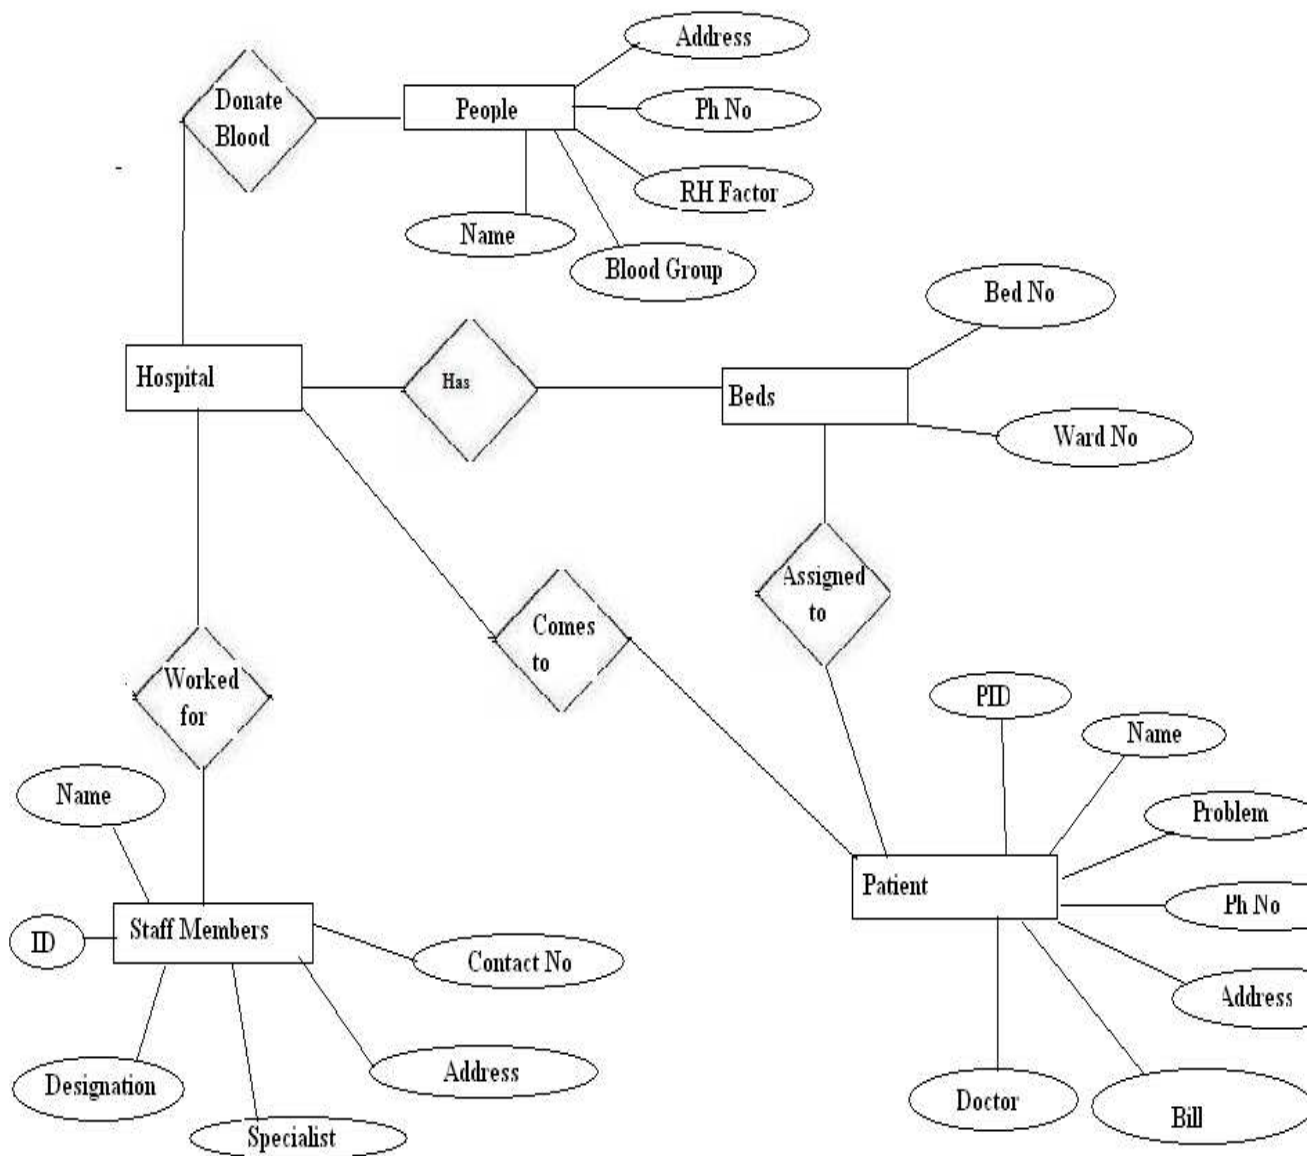 Address
Donate
Blood
People
Ph No
RH Factor
Name
Blood Group
Bed No
Hospital
Has
Beds
Ward No
Assigned
to
Comes
to
Worked
for
PID
Name
Name
Problem
Patient
Ph No
Staff Members
ID
Contact No
Address
Designation
Address
Doctor
Bill
Specialist